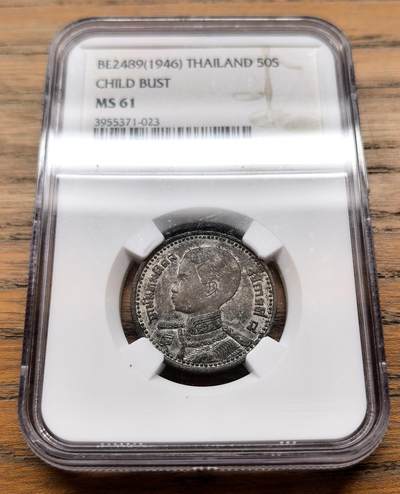 BE2489(1946) THAILAND 50S
CHILD BUST
MS 61
3955371-023